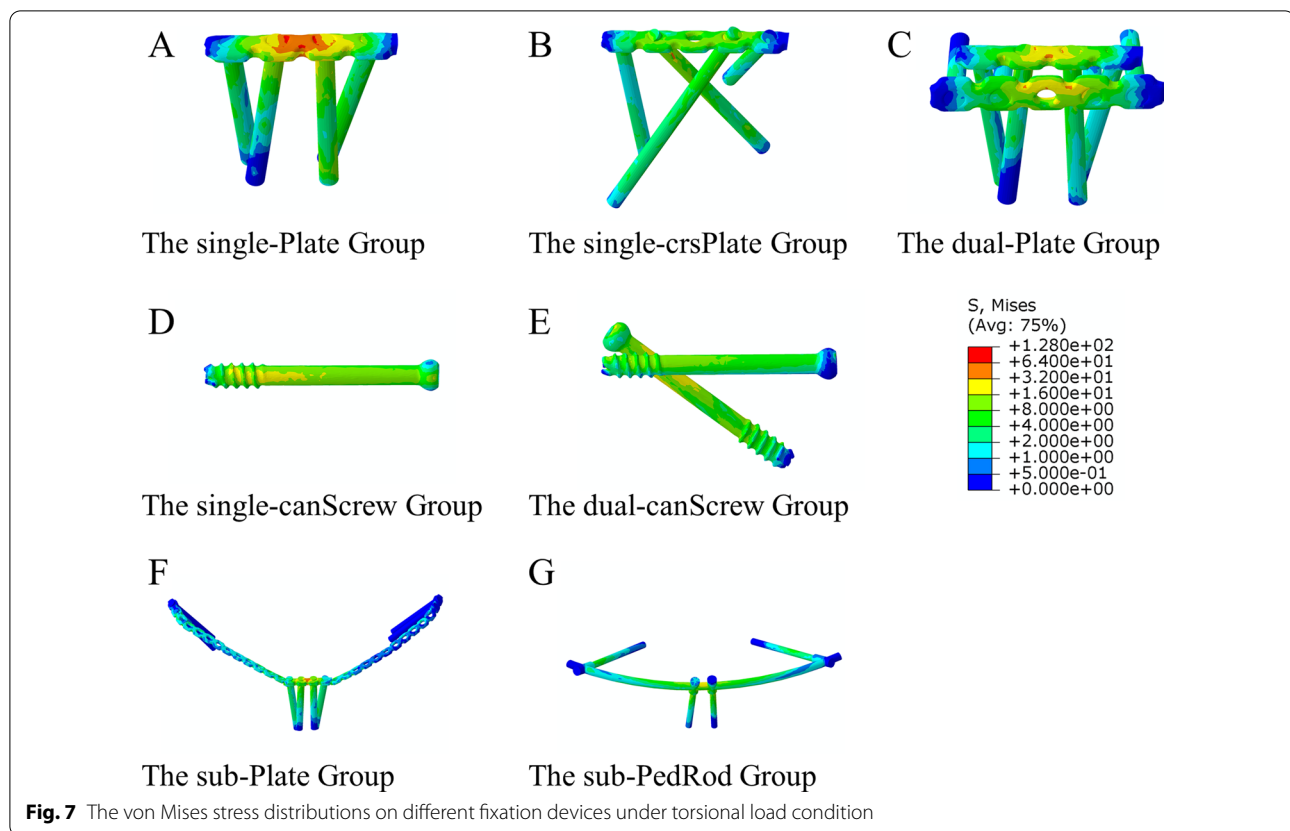 A
B
C
The single-Plate Group
The single-crsPlate Group
The dual-Plate Group
D
E
S, Mises
(Avg: 75%)
+1.280e+02
+6.400e+01
+3.200e+01
+1.600e+01
+8.000e+00
+4.000e+00
+2.000e+00
+1.000e+00
+5.000e-01
+0.000e+00
The single-canScrew Group
The dual-canScrew Group
F
G
The sub-Plate Group
The sub-PedRod Group
Fig. 7 The von Mises stress distributions on different fixation devices under torsional load condition